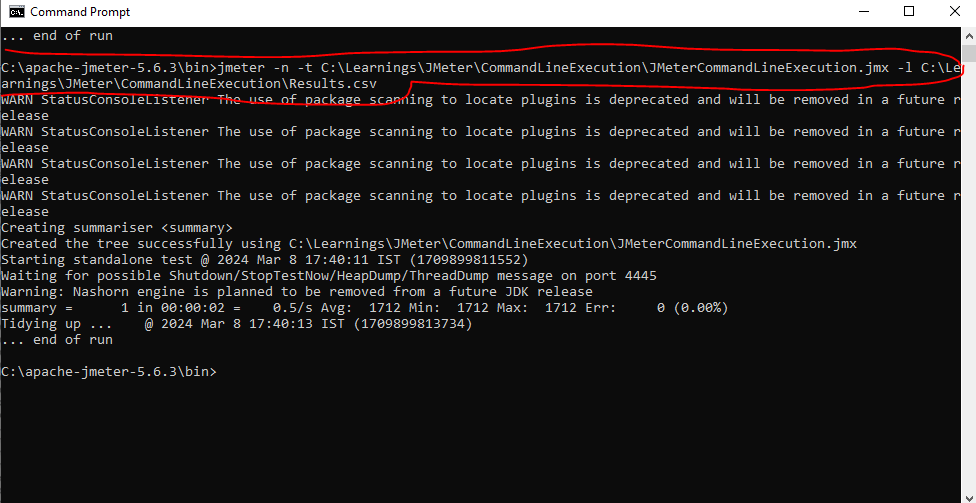 Command Prompt
... end of run
C:\apache-jmeter-5.6.3\bin>jmeter -n -t C:\Learnings\JMeter\CommandLineExecution\JMeterCommandLineExecution.jmx -l C:\Le
arnings\JMeter\CommandLineExecution\Results.csv
WARN StatusConsoleListener The use of package scanning to locate plugins is deprecated and will be removed in a future r
elease
WARN StatusConsoleListener The use of package scanning to locate plugins is deprecated and will be removed in a future r
elease
WARN StatusConsoleListener The use of package scanning to locate plugins is deprecated and will be removed in a future r
elease
WARN StatusConsoleListener The use of package scanning to locate plugins is deprecated and will be removed in a future r
elease
Creating summariser <summary>
Created the tree successfully using C:\Learnings\JMeter\CommandLineExecution\JMeterCommandLineExecution.jmx
Starting standalone test @ 2024 Mar 8 17:40:11 IST (1709899811552)
Waiting for possible Shutdown/StopTestNow/HeapDump/ThreadDump message on port 4445
Warning: Nashorn engine is planned to be removed from a future JDK release
summary =      1 in 00:00:02 =    0.5/s Avg:  1712 Min:  1712 Max:  1712 Err:     0 (0.00%)
Tidying up ...    @ 2024 Mar 8 17:40:13 IST (1709899813734)
... end of run
C:\apache-jmeter-5.6.3\bin>